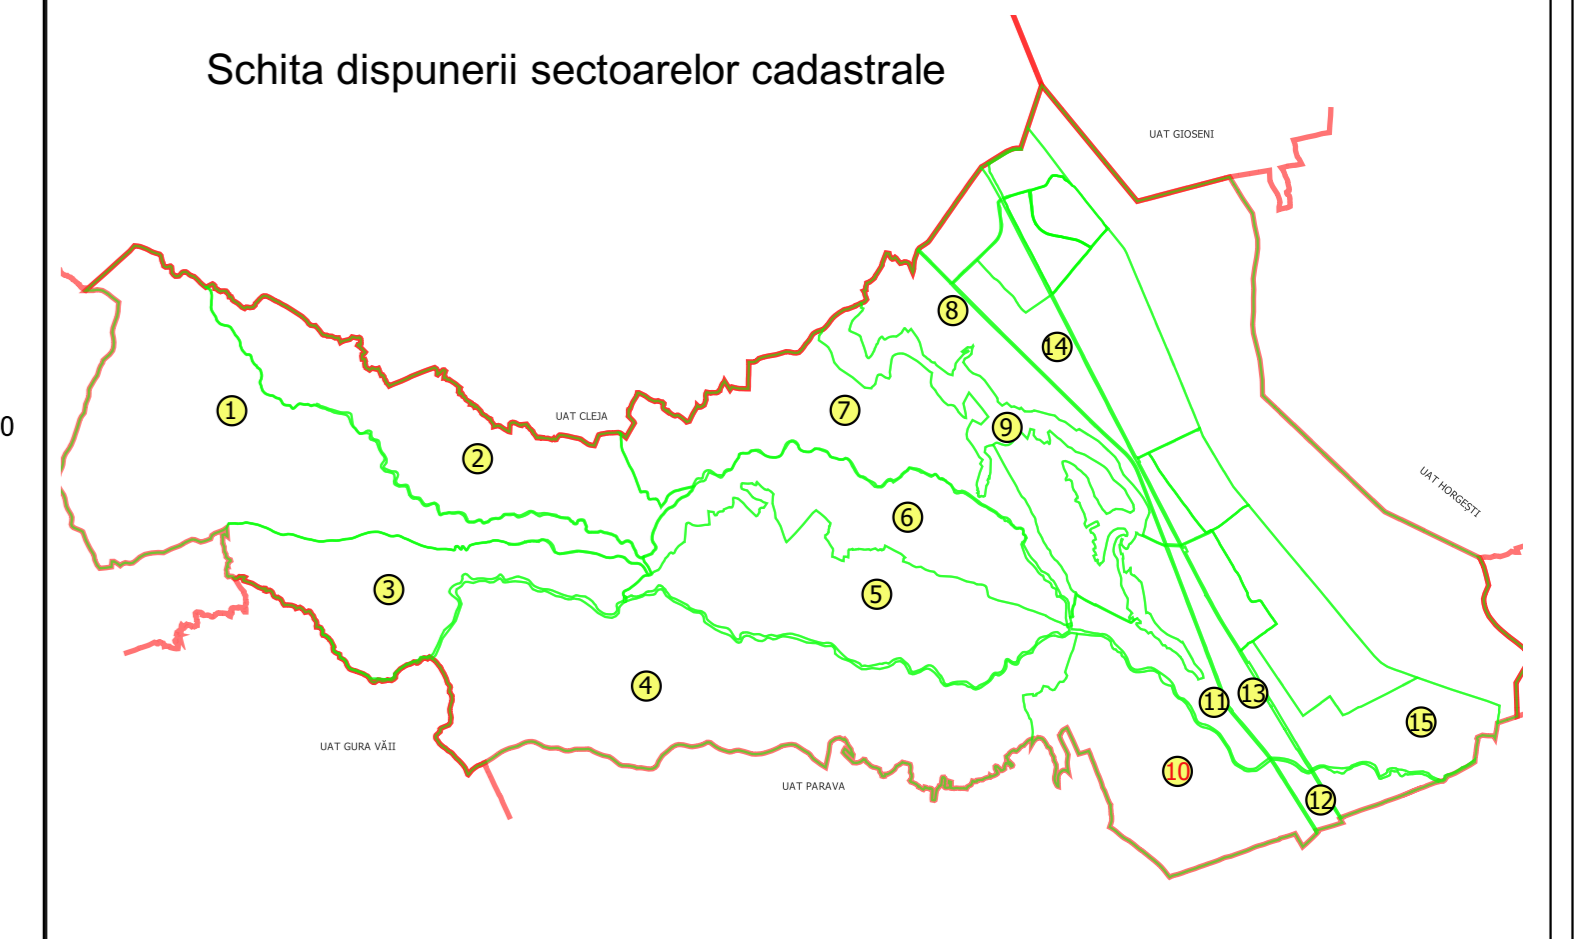 Schita dispunerii sectoarelor cadastrale
UAT GIOSENI
8
14
1
UAT CLEJA
7
9
0
2
UAT HORGEȘTI
6
3
5
4
11
13
15
UAT GURA VĂII
10
UAT PARAVA
12